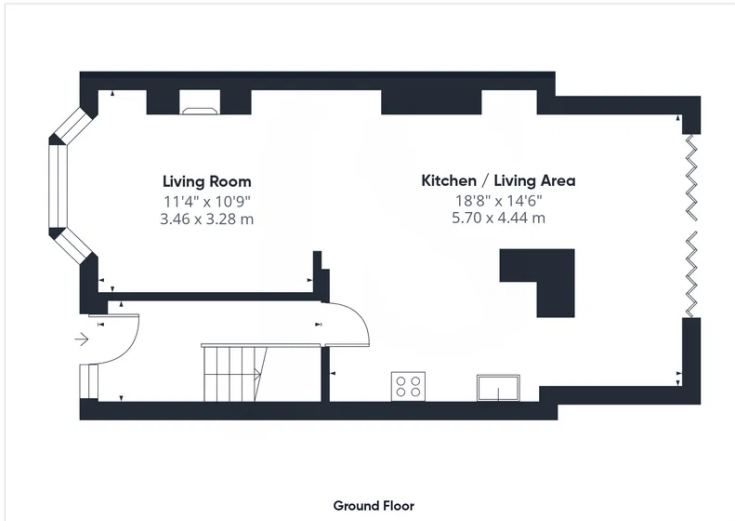 Living Room
11'4" x 10'9"
3.46 x 3.28 m
Kitchen / Living Area
18'8" x 14'6"
5.70 x 4.44 m
Ground Floor